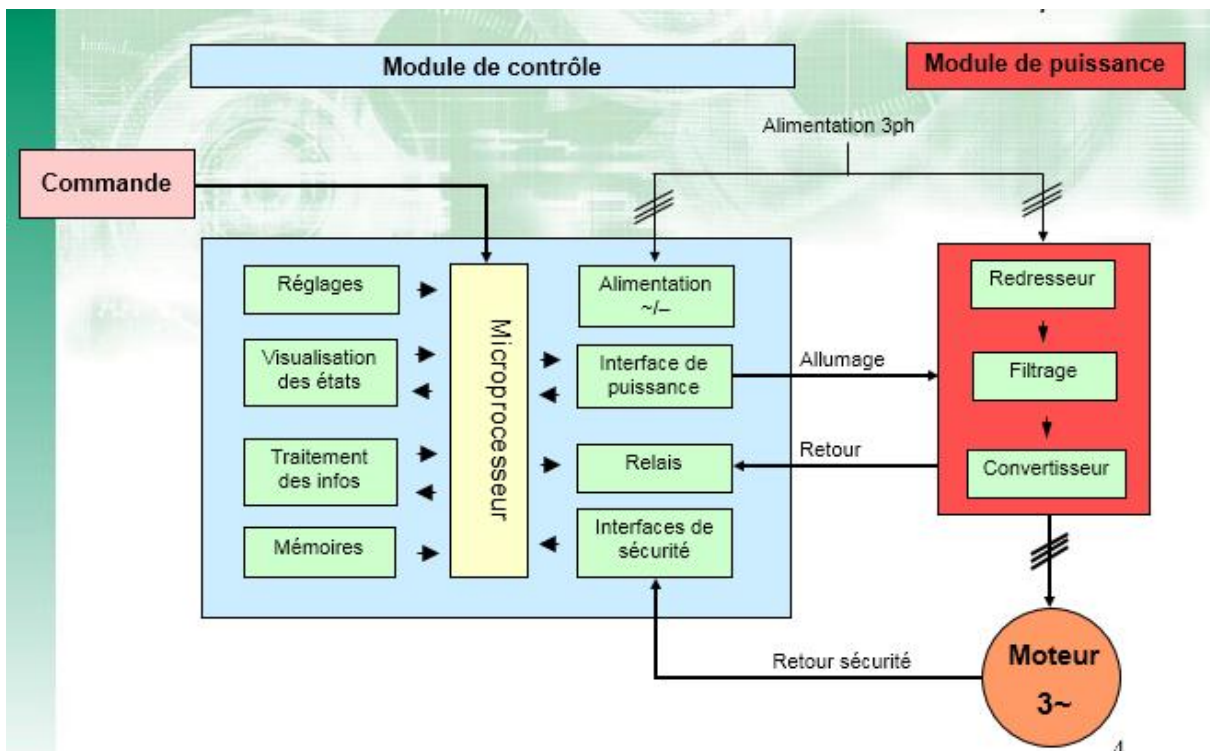 Module de contrôle
Module de puissance
Alimentation 3ph
Commande
Réglages
Visualisation
des états
Traitement
des infos
Mémoires
Microprocesseur
Alimentation
~/–
Interface de
puissance
Relais
Interfaces de
sécurité
Allumage
Retour
Redresseur
Filtrage
Convertisseur
Retour sécurité
Moteur
3~
4